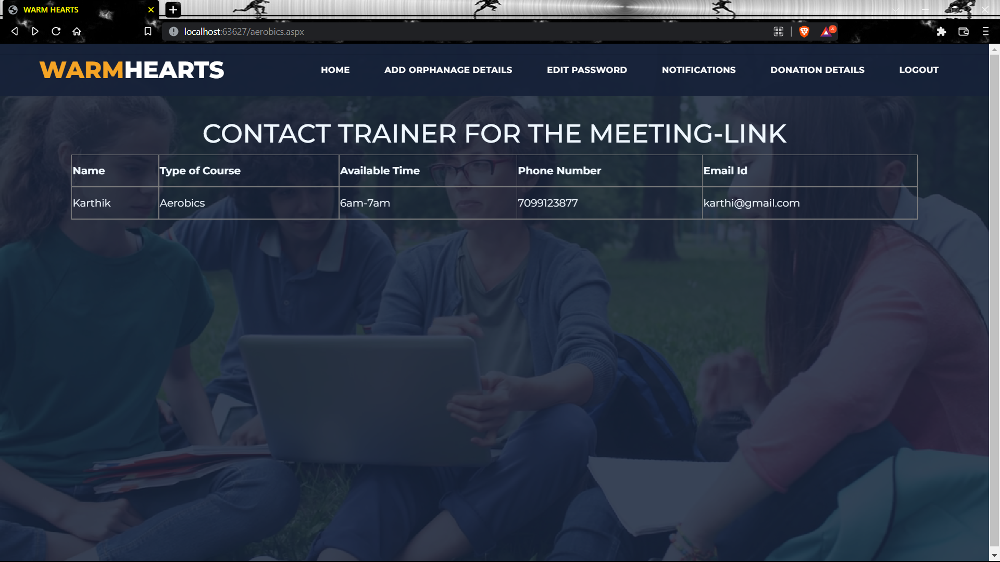 WARM HEARTS
localhost:63627/aerobics.aspx
4
WARMHEARTS HOME ADD ORPHANAGE DETAILS EDIT PASSWORD NOTIFICATIONS DONATION DETAILS LOGOUT
CONTACT TRAINER FOR THE MEETING-LINK
Name Type of Course Available Time Phone Number Email Id
Karthik Aerobics 6am-7am 7099123877 karthi@gmail.com